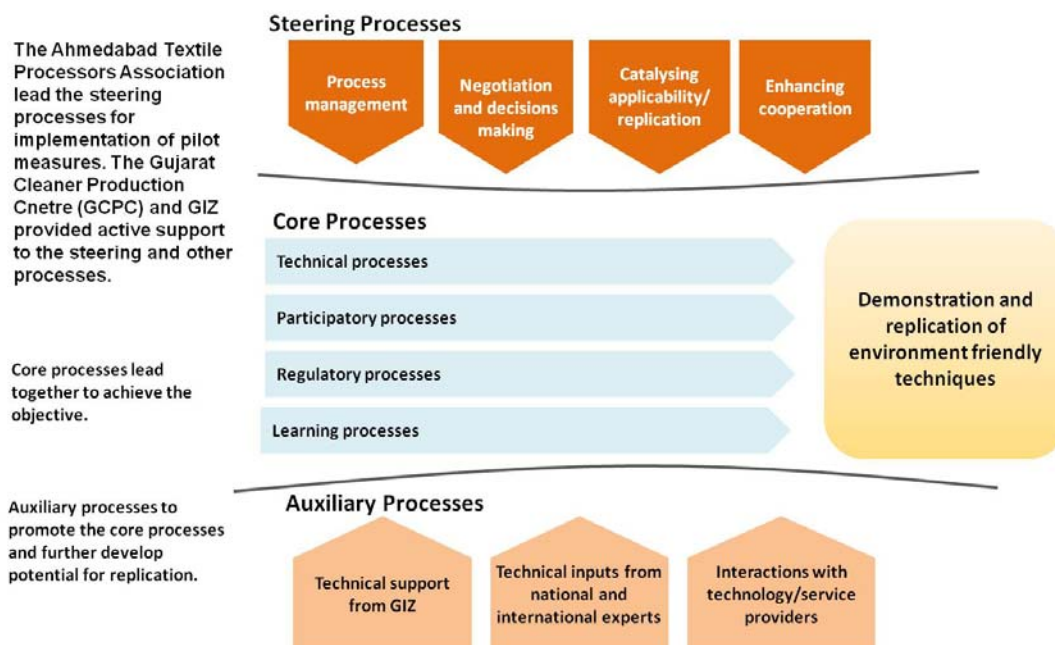 Steering Processes
The Ahmedabad Textile
Processors Association
lead the steering
processes for
implementation of pilot
measures. The Gujarat
Cleaner Production
Cnetre (GCPC) and GIZ
provided active support
to the steering and other
processes.
Process
management
Negotiation
and decisions
making
Catalysing
applicability/
replication
Enhancing
cooperation
Core Processes
Technical processes
Participatory processes
Regulatory processes
Learning processes
Demonstration and
replication of
environment friendly
techniques
Core processes lead
together to achieve the
objective.
Auxiliary Processes
Auxiliary processes to
promote the core processes
and further develop
potential for replication.
Technical support
from GIZ
Technical inputs from
national and
international experts
Interactions with
technology/service
providers